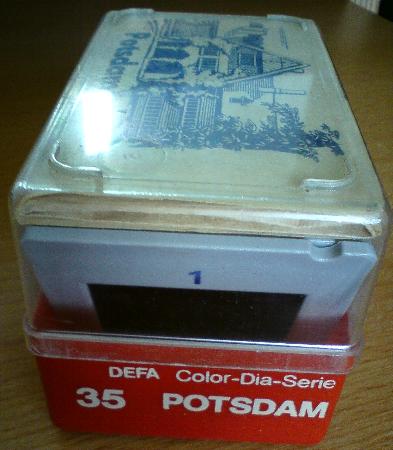 Potsdam
1
DEFA Color-Dia-Serie
35 POTSDAM